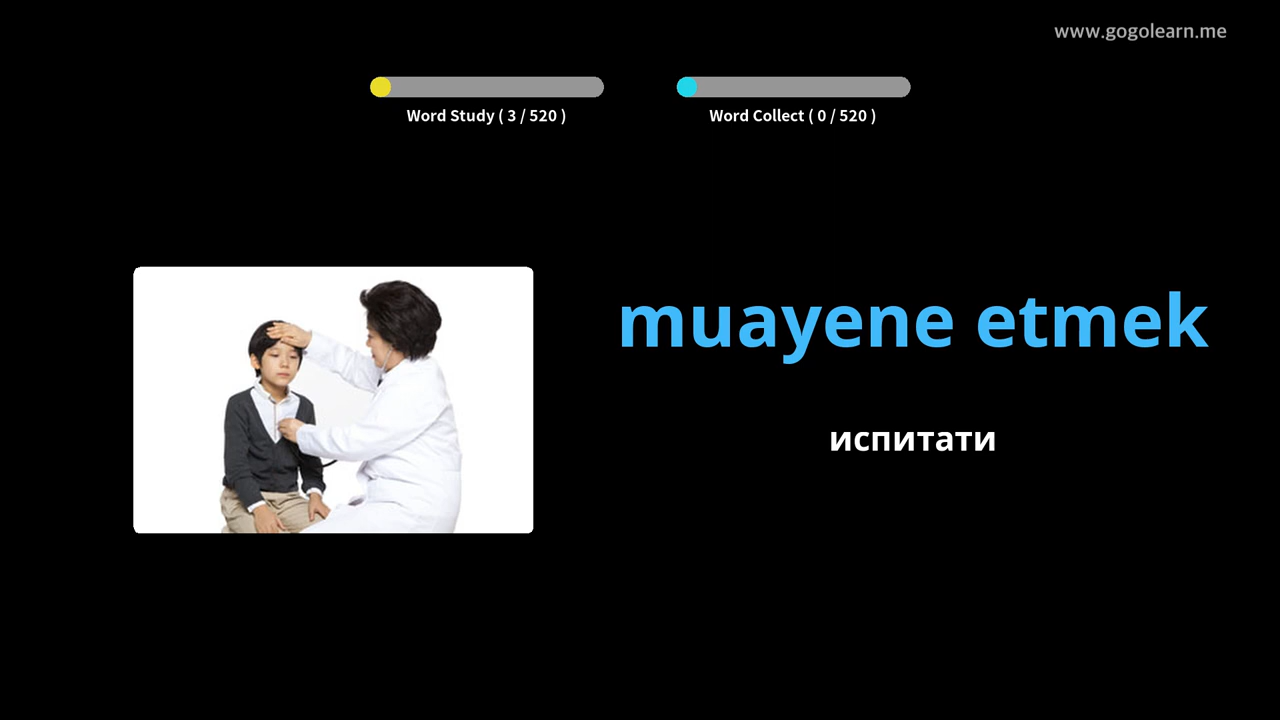 www.gogolearn.me
Word Study ( 3 / 520 )
Word Collect ( 0 / 520 )
muayene etmek
испитати